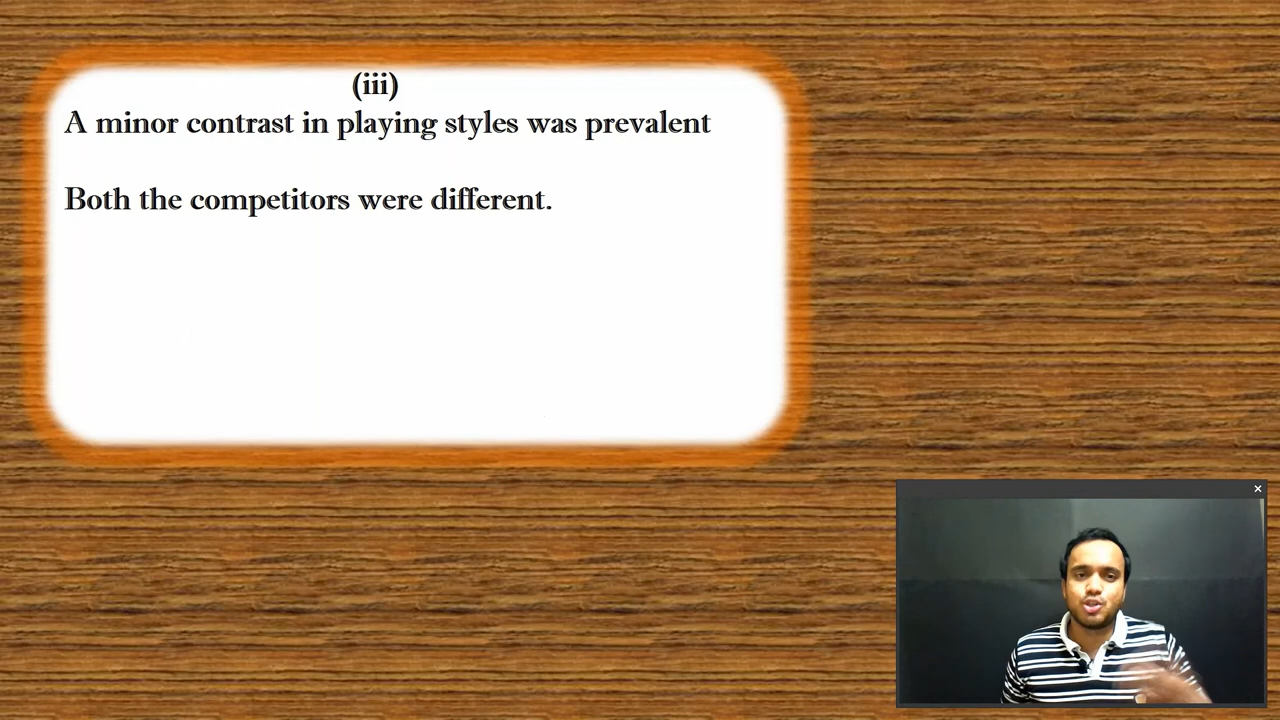 (iii)
A minor contrast in playing styles was prevalent
Both the competitors were different.